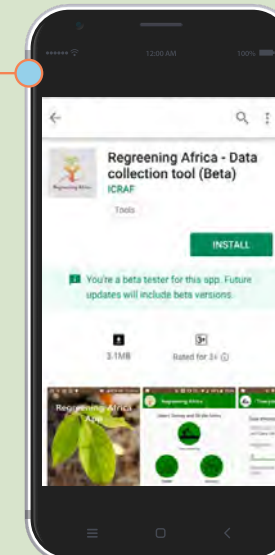 12:00 AM
100%
Regreening Africa - Data
collection tool (Beta)
ICRAF
Regreening Africa
Tools
INSTALL
You're a beta tester for this app. Future
updates will include beta versions.
3+
3.1MB
Rated for 3+
Regreening Africa
App
Regreening Africa